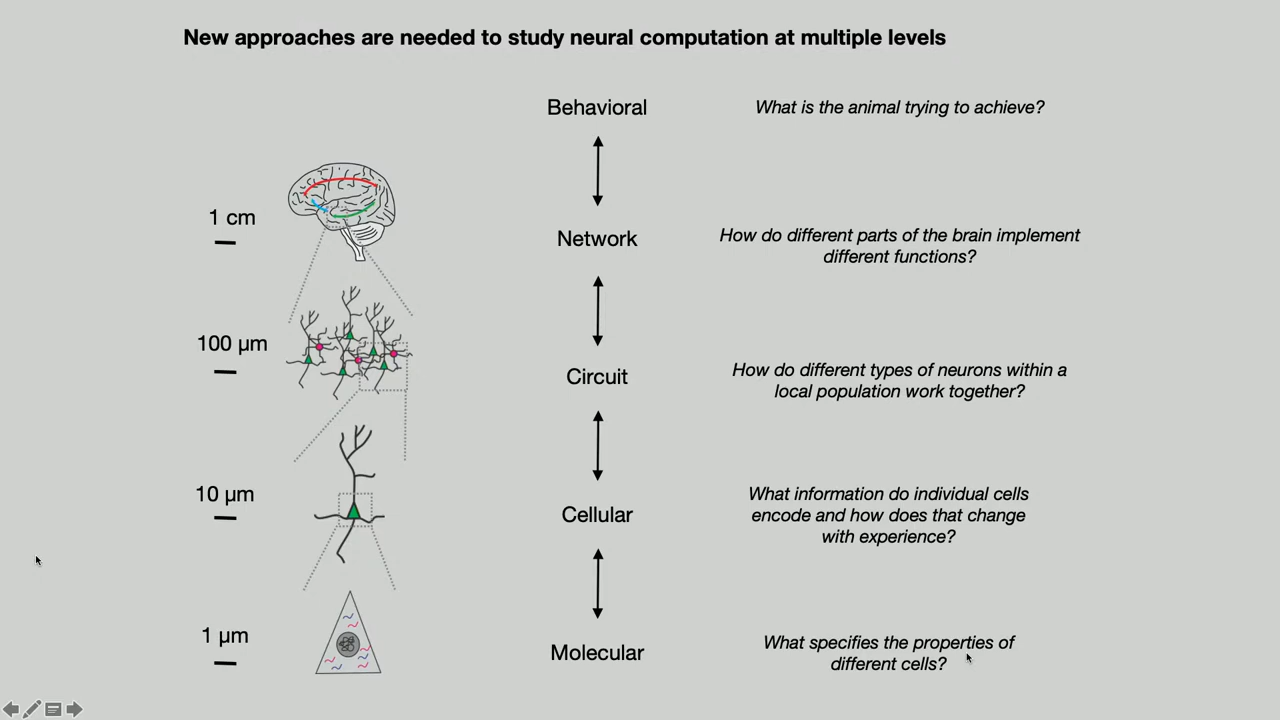 New approaches are needed to study neural computation at multiple levels
Behavioral
What is the animal trying to achieve?
1 cm
Network
How do different parts of the brain implement
different functions?
100 µm
Circuit
How do different types of neurons within a
local population work together?
10 µm
Cellular
What information do individual cells
encode and how does that change
with experience?
1 µm
Molecular
What specifies the properties of
different cells?